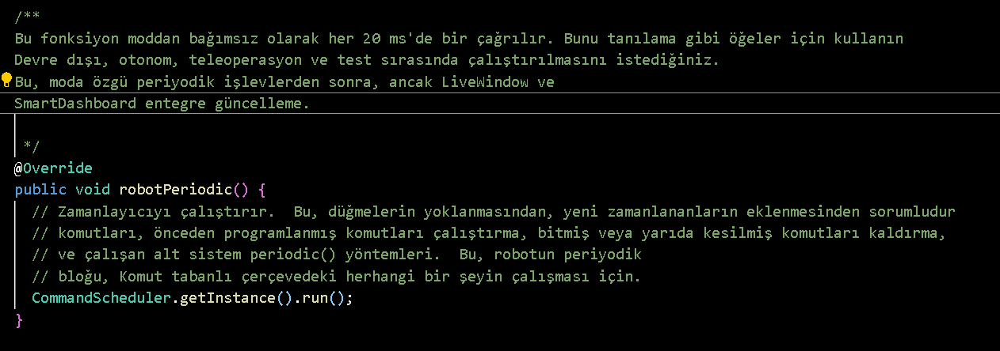 /**
Bu fonksiyon moddan bağımsız olarak her 20 ms'de bir çağrılır. Bunu tanılama gibi öğeler için kullanın
Devre dışı, otonom, teleoperasyon ve test sırasında çalıştırılmasını istediğiniz.
Bu, moda özgü periyodik işlevlerden sonra, ancak LiveWindow ve
SmartDashboard entegre güncelleme.
*/
@Override
public void robotPeriodic() {
// Zamanlayıcıyı çalıştırır.  Bu, düğmelerin yoklanmasından, yeni zamanlananların eklenmesinden sorumludur
// komutları, önceden programlanmış komutları çalıştırma, bitmiş veya yarıda kesilmiş komutları kaldırma,
// ve çalışan alt sistem periodic() yöntemleri.  Bu, robotun periyodik
// bloğu, Komut tabanlı çerçevedeki herhangi bir şeyin çalışması için.
CommandScheduler.getInstance().run();
}